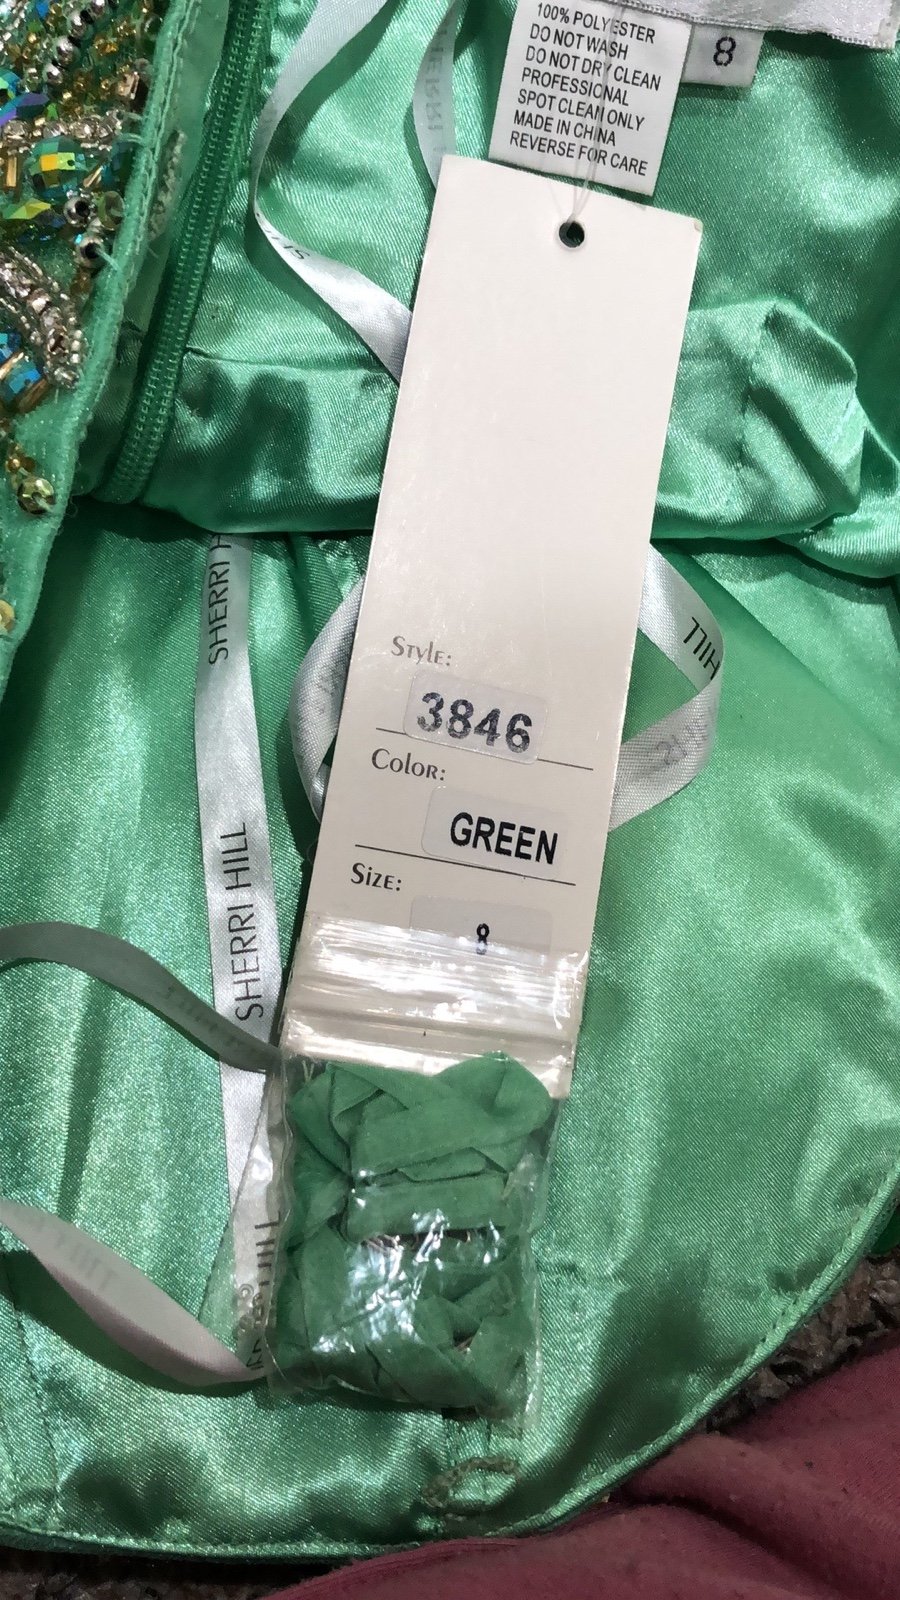 100% POLYESTER
DO NOT WASH
DO NOT DRY CLEAN
PROFESSIONAL
SPOT CLEAN ONLY
MADE IN CHINA
REVERSE FOR CARE
8
SHERRI H
HILL
Style:
3846
Color:
GREEN
Size:
8
SHERRI HILL